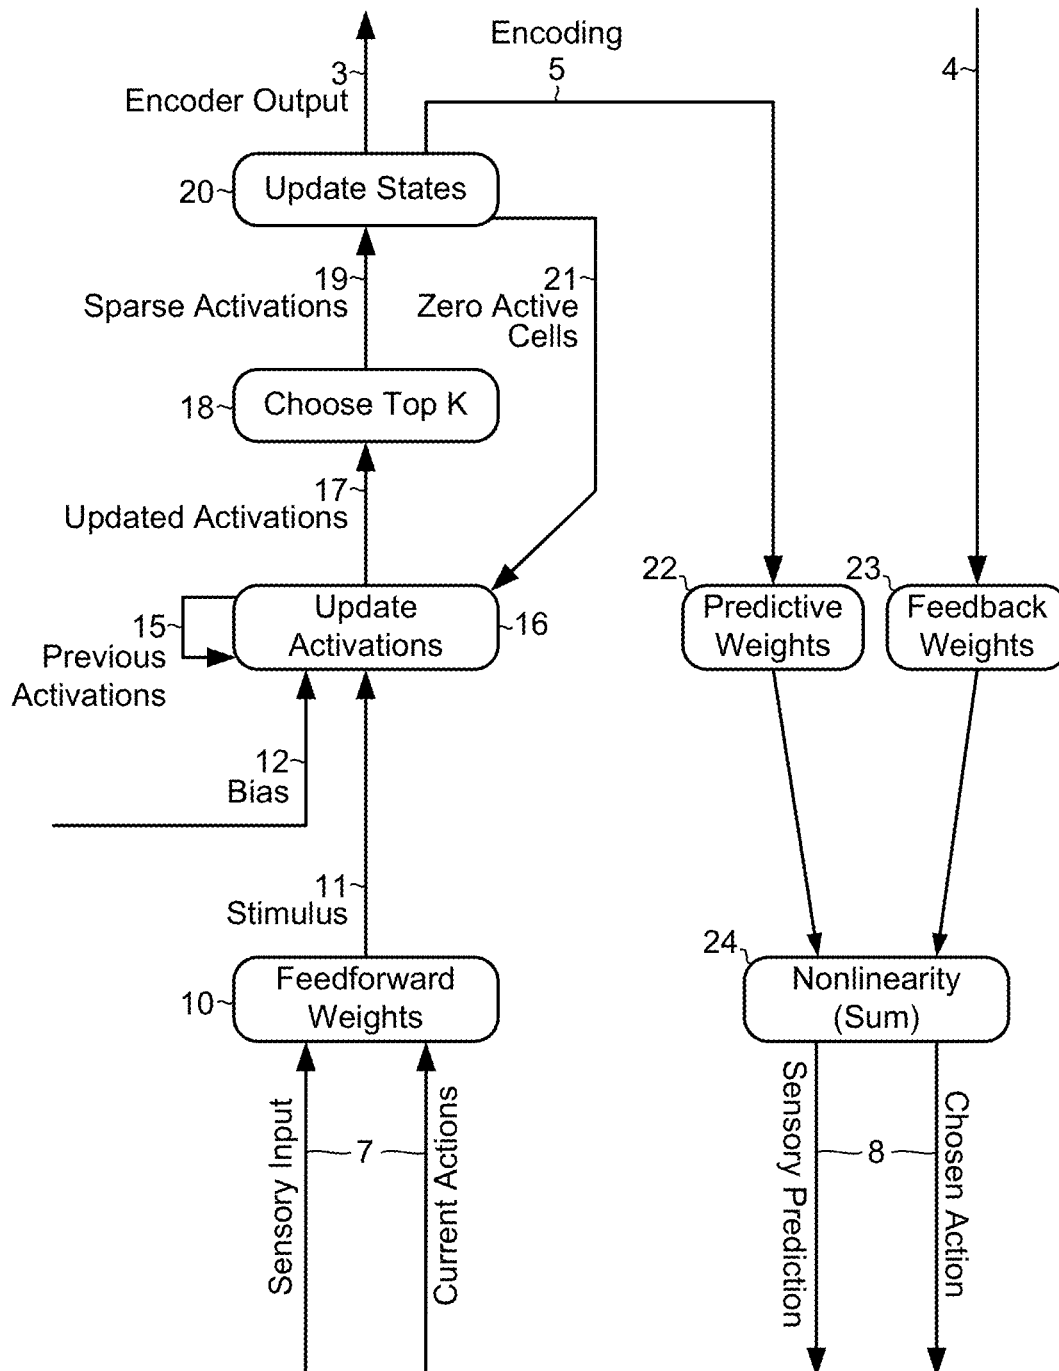 Encoding
5
3
Encoder Output
4
20
Update States
19
Sparse Activations
21
Zero Active
Cells
18
Choose Top K
17
Updated Activations
15
Previous
Activations
Update
Activations
16
22
Predictive
Weights
23
Feedback
Weights
12
Bias
11
Stimulus
10
Feedforward
Weights
24
Nonlinearity
(Sum)
Sensory Input
7
Current Actions
Sensory Prediction
8
Chosen Action